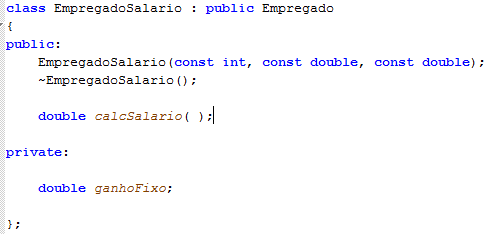 class EmpregadoSalario : public Empregado
{
public:
EmpregadoSalario(const int, const double, const double);
~EmpregadoSalario();
double calcSalario( );
private:
double ganhoFixo;
};